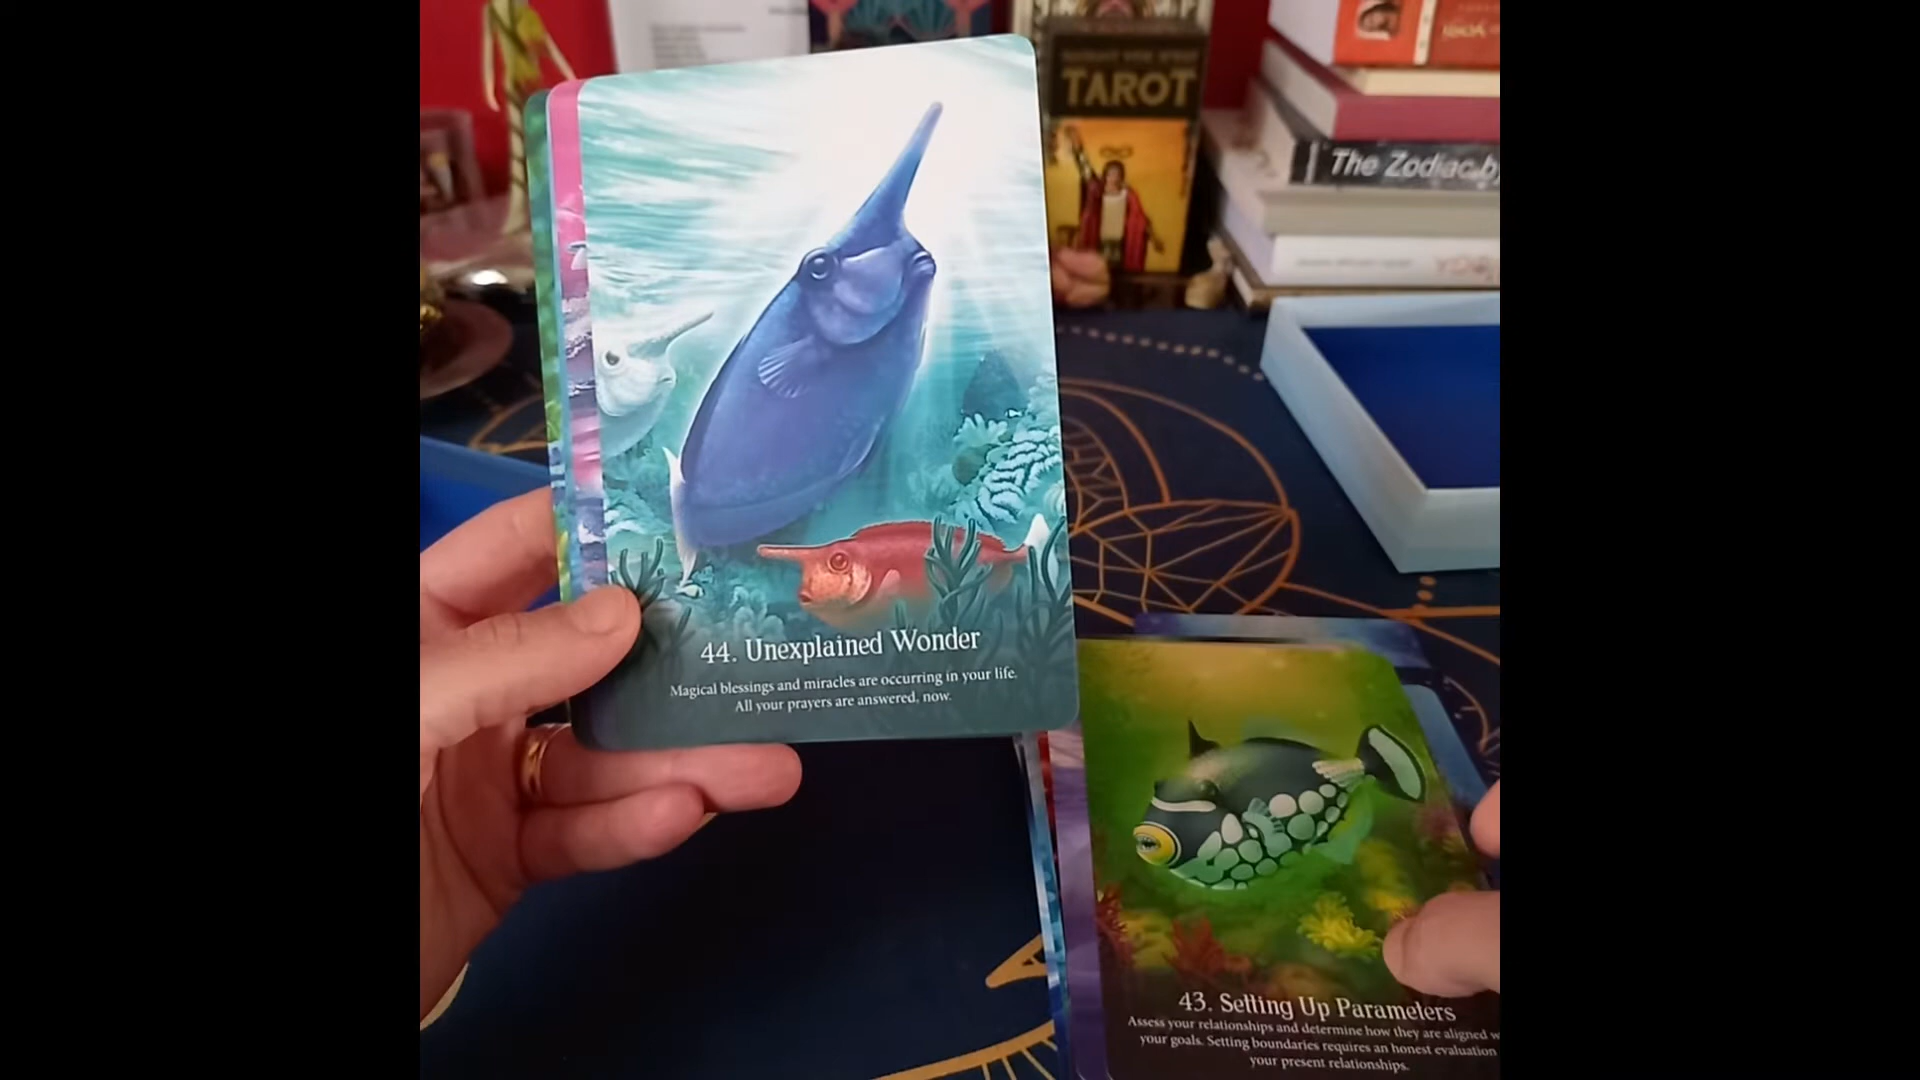 TAROT
The Zodiac b
44. Unexplained Wonder
Magical blessings and miracles are occurring in your life.
All your prayers are answered, now.
43. Setting Up Parameters
Assess your relationships and determine how they are aligned w
your goals. Setting boundaries requires an honest evaluation
your present relationships.